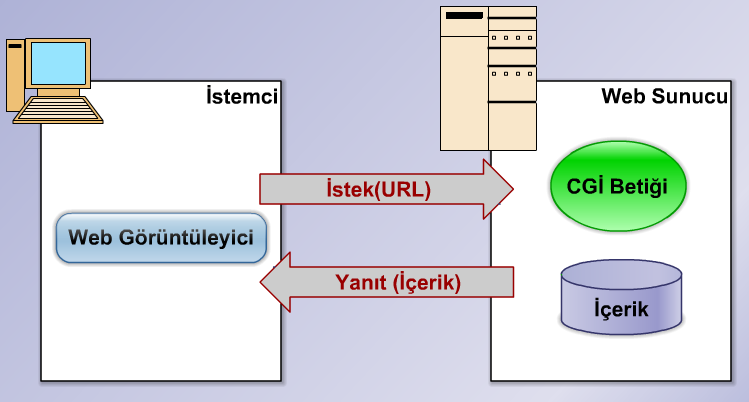 İstemci
Web Sunucu
CGİ Betiği
İstek(URL)
Web Görüntüleyici
Yanıt (İçerik)
İçerik